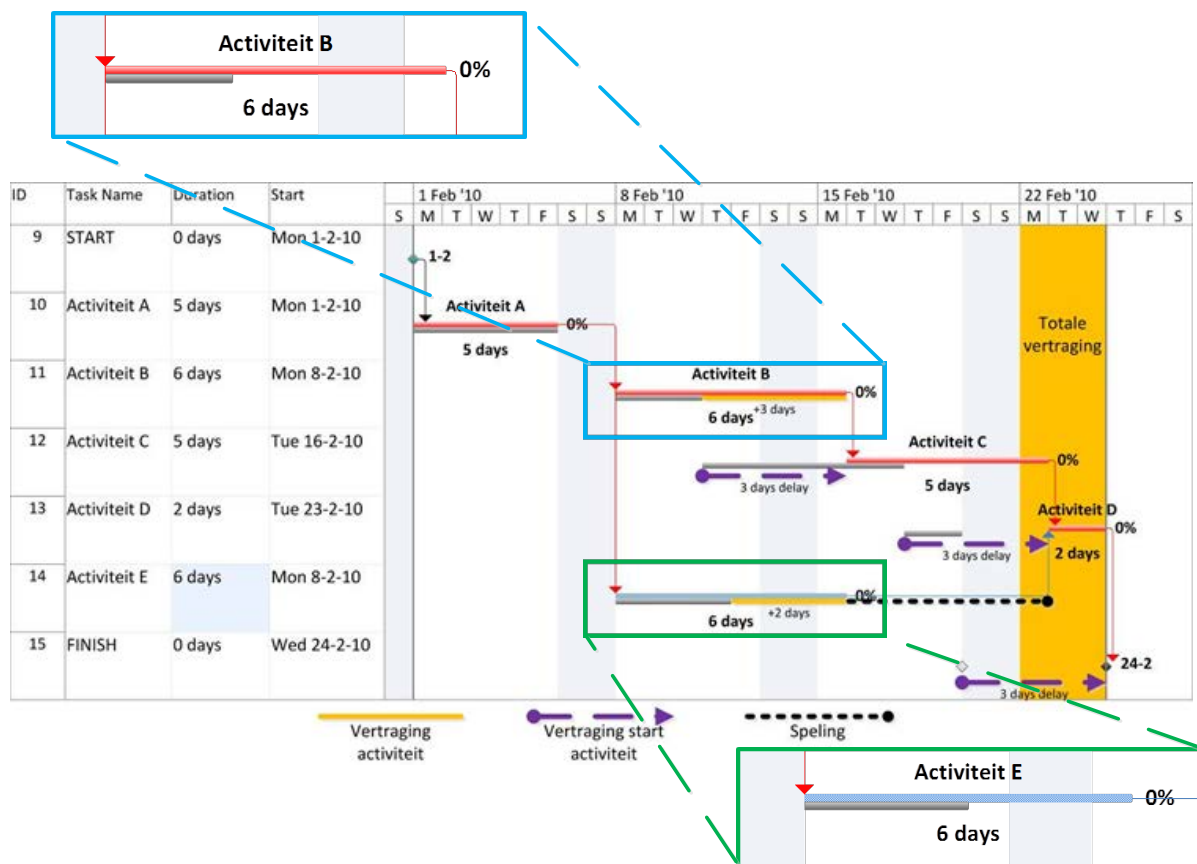 Activiteit B
0%
6 days
ID Task Name Duration Start 1 Feb '10 8 Feb '10 15 Feb '10 22 Feb '10
S M T W T F S S M T W T F S S M T W T F S S M T W T F S
9 START 0 days Mon 1-2-10
1-2
10 Activiteit A 5 days Mon 1-2-10
Activiteit A
0%
5 days
Totale
vertraging
11 Activiteit B 6 days Mon 8-2-10
Activiteit B
0%
6 days +3 days
12 Activiteit C 5 days Tue 16-2-10
Activiteit C
0%
3 days delay
5 days
13 Activiteit D 2 days Tue 23-2-10
Activiteit D
0%
3 days delay
2 days
14 Activiteit E 6 days Mon 8-2-10
0%
6 days +2 days
15 FINISH 0 days Wed 24-2-10
24-2
3 days delay
Vertraging
activiteit
Vertraging start
activiteit
Speling
Activiteit E
0%
6 days